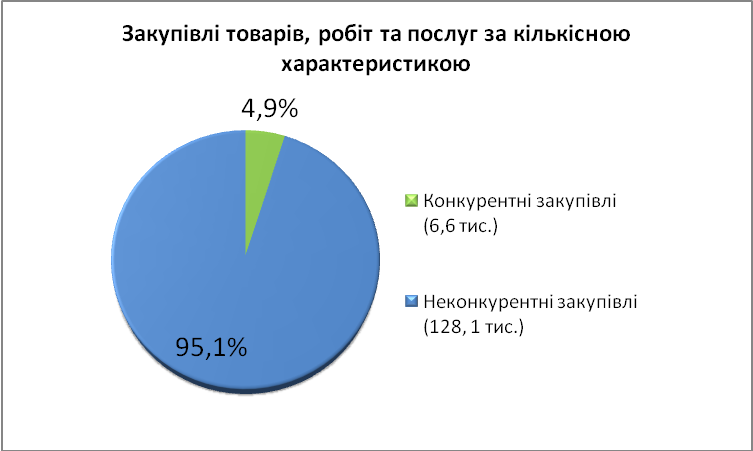 Закупівлі товарів, робіт та послуг за кількісною
характеристикою
4,9%
Конкурентні закупівлі
(6,6 тис.)
Неконкурентні закупівлі
(128, 1 тис.)
95,1%